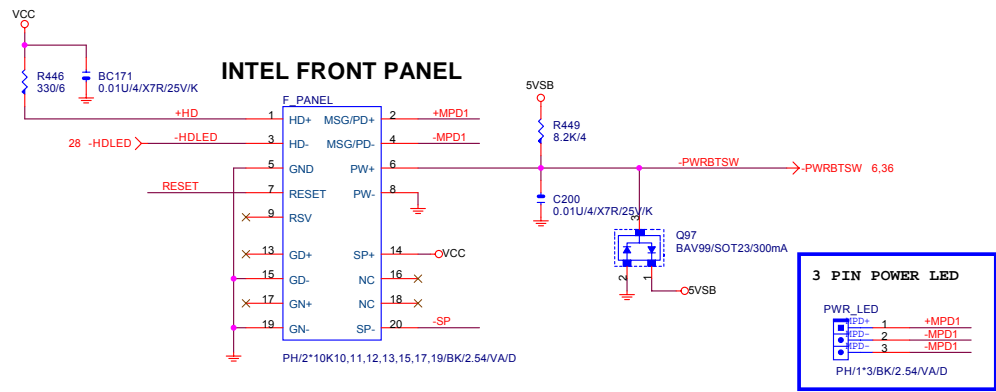 VCC
R446
330/6
BC171
0.01U/4/X7R/25V/K
INTEL FRONT PANEL
F_PANEL
+HD 1 HD+ MSG/PD+ 2 +MPD1
28 -HDLED -HDLED 3 HD- MSG/PD- 4 -MPD1
5 GND PW+ 6 -PWRBTSW -PWRBTSW 6,36
RESET 7 RESET PW- 8
9 RSV
13 GD+ SP+ 14 VCC
15 GD- NC 16
17 GN+ NC 18
19 GN- SP- 20 -SP
PH/2*10K10,11,12,13,15,17,19/BK/2.54/VA/D
5VSB
R449
8.2K/4
C200
0.01U/4/X7R/25V/K
3
Q97
BAV99/SOT23/300mA
2 1
5VSB
3 PIN POWER LED
PWR_LED
MPD+ 1 +MPD1
MPD- 2 -MPD1
MPD- 3 -MPD1
PH/1*3/BK/2.54/VA/D